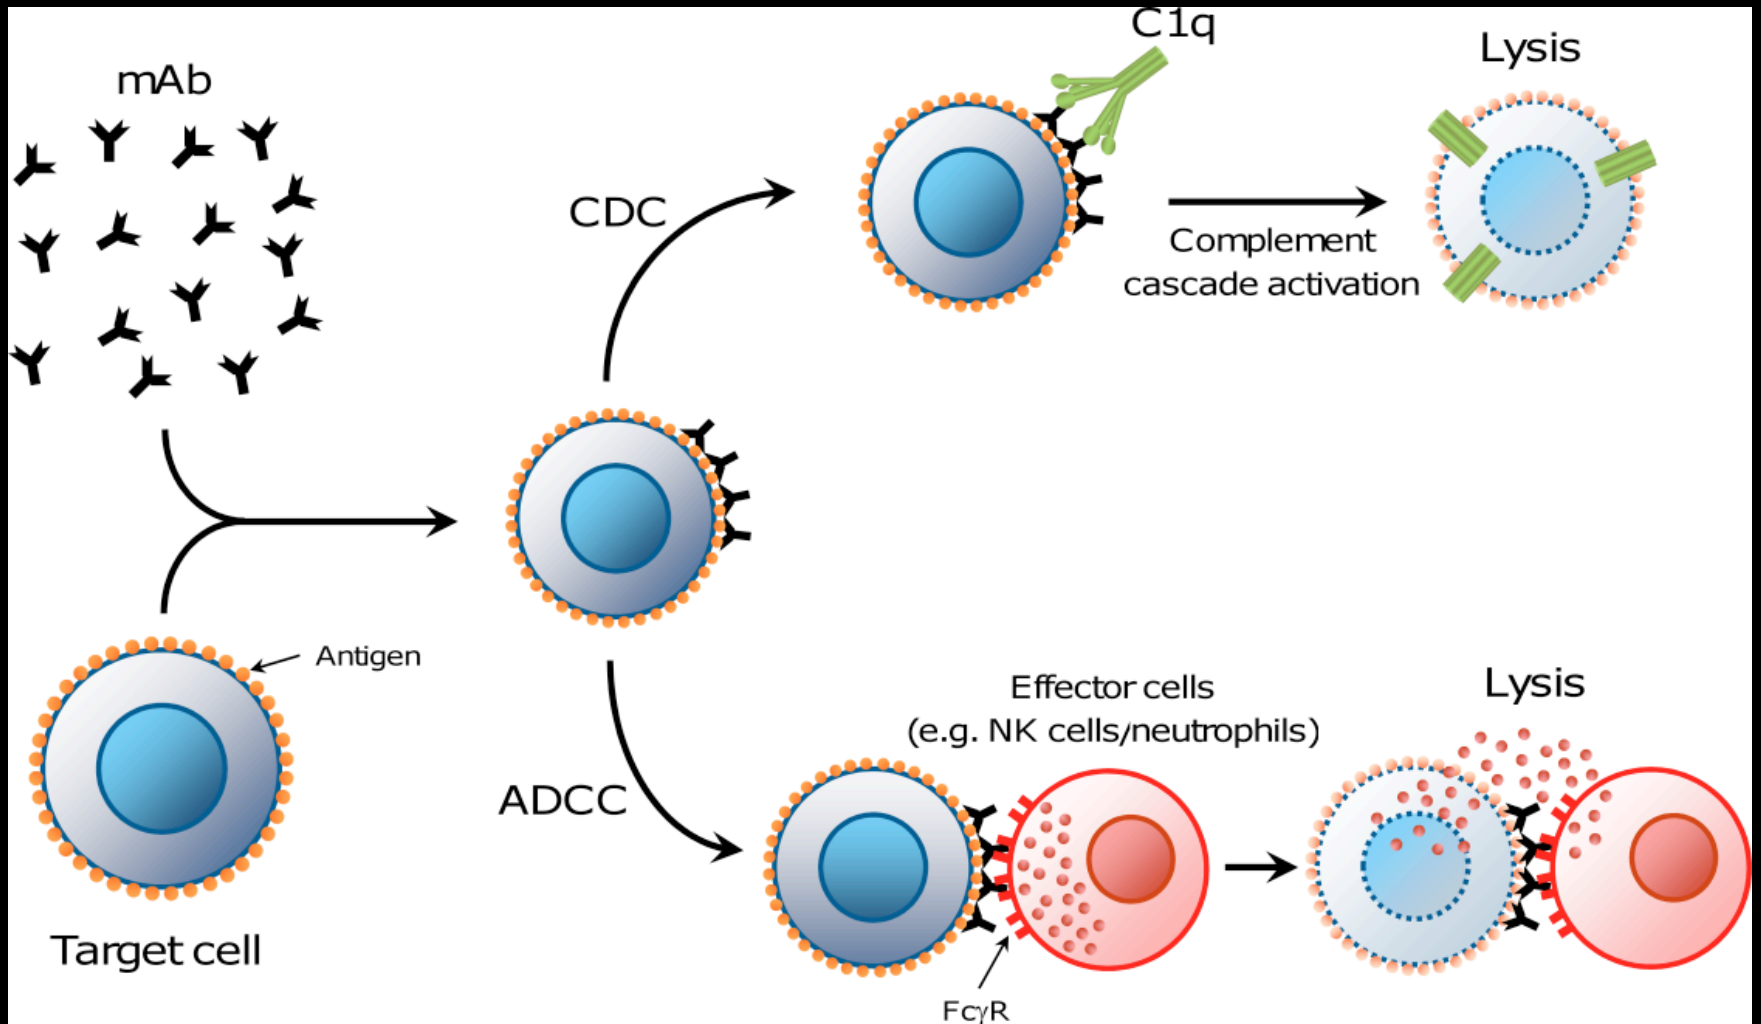 mAb
Antigen
Target cell
CDC
C1q
Complement
cascade activation
Lysis
ADCC
Effector cells
(e.g. NK cells/neutrophils)
FcγR
Lysis